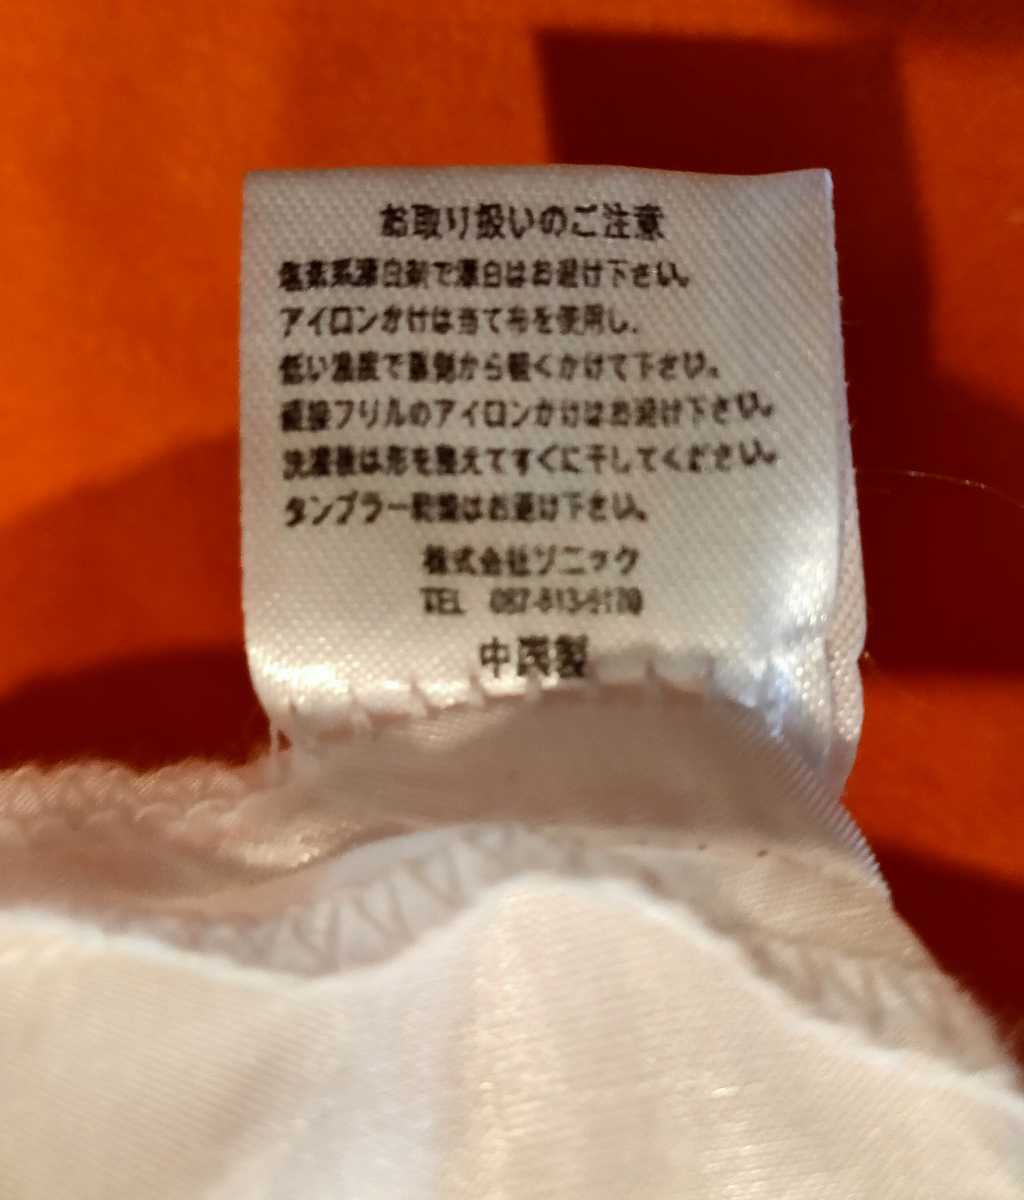 お取り扱いのご注意
塩素系漂白剤で漂白はお避け下さい。
アイロンかけは当て布を使用し、
低い温度で裏側から軽くかけて下さい。
フリルのアイロンかけはお避け下さい。
洗濯後は形を整えてすぐに干してください。
タンブラー乾燥はお避け下さい。
株式会社ソニック
TEL 087-813-
中国製